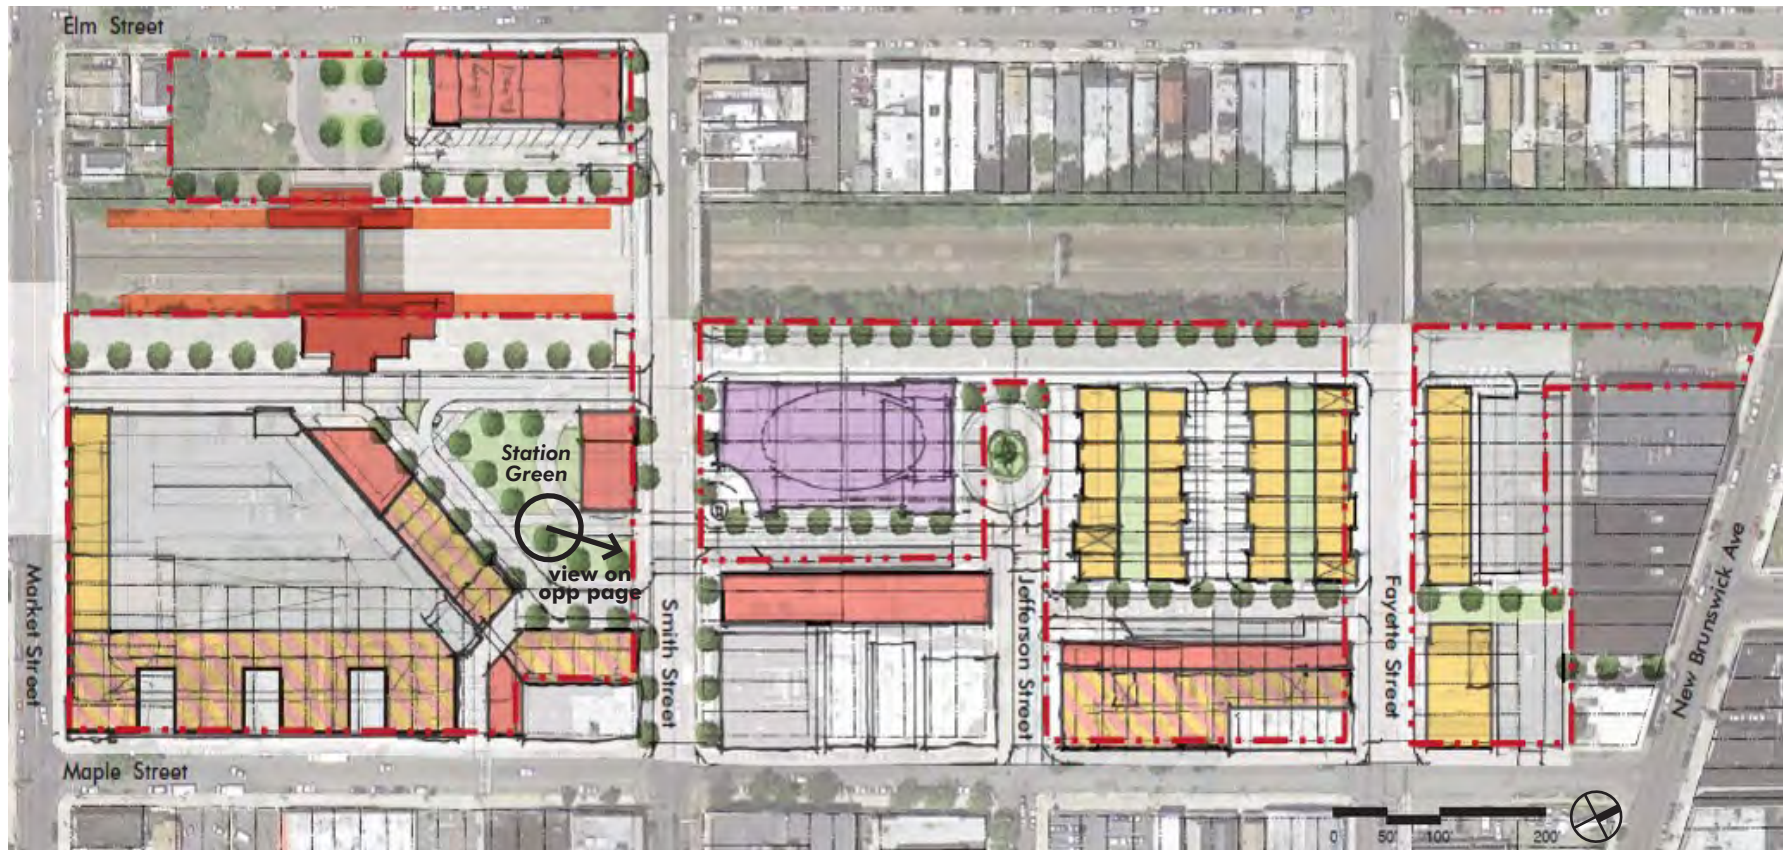 Elm Street
Station
Green
view on
opp page
Market Street
Smith Street
Jefferson Street
Fayette Street
New Brunswick Ave
Maple Street
0 50' 100' 200'